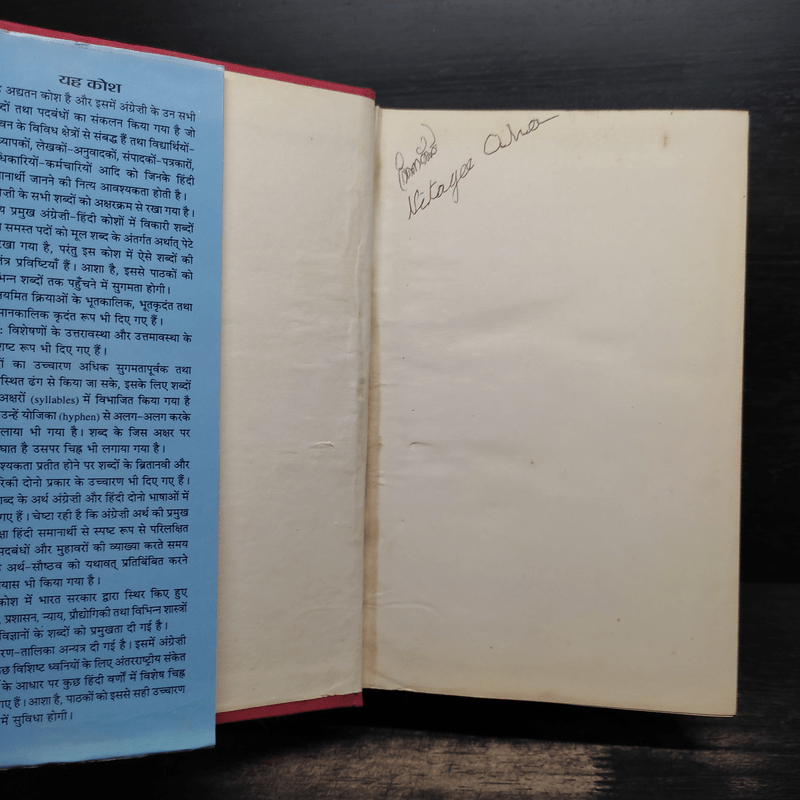 यह कोश
अद्यतन कोश है और इसमें अंग्रेज़ी के उन सभी
तथा पदबंधों का संकलन किया गया है जो
के विविध क्षेत्रों से संबद्ध हैं तथा विद्यार्थियों-
लेखकों-अनुवादकों, संपादकों-पत्रकारों,
धिकारियों-कर्मचारियों आदि को जिनके हिंदी
मानार्थी जानने की नित्य आवश्यकता होती है।
ज़ी के सभी शब्दों को अक्षरक्रम से रखा गया है।
प्रमुख अंग्रेज़ी-हिंदी कोशों में विकारी शब्दों
समस्त पदों को मूल शब्द के अंतर्गत अर्थात् पेटे
रखा गया है, परंतु इस कोश में ऐसे शब्दों की
तंत्र प्रविष्टियाँ हैं। आशा है, इससे पाठकों को
भन्न शब्दों तक पहुँचने में सुगमता होगी।
यमित क्रियाओं के भूतकालिक, भूतकृदंत तथा
मानकालिक कृदंत रूप भी दिए गए हैं।
: विशेषणों के उत्तरावस्था और उत्तमावस्था के
शष्ट रूप भी दिए गए हैं।
का उच्चारण अधिक सुगमतापूर्वक तथा
स्थित ढंग से किया जा सके, इसके लिए शब्दों
अक्षरों (syllables) में विभाजित किया गया है
उन्हें योजिका (hyphen) से अलग-अलग करके
लाया भी गया है। शब्द के जिस अक्षर पर
घात है उसपर चिह्न भी लगाया गया है।
श्यकता प्रतीत होने पर शब्दों के ब्रितानवी और
रिकी दोनो प्रकार के उच्चारण भी दिए गए हैं।
शब्द के अर्थ अंग्रेज़ी और हिंदी दोनो भाषाओं में
गए हैं। चेष्टा रही है कि अंग्रेज़ी अर्थ की प्रमुख
क्षा हिंदी समानार्थी से स्पष्ट रूप से परिलक्षित
पदबंधों और मुहावरों की व्याख्या करते समय
अर्थ-सौष्ठव को यथावत् प्रतिबिंबित करने
यास भी किया गया है।
कोश में भारत सरकार द्वारा स्थिर किए हुए
, प्रशासन, न्याय, प्रौद्योगिकी तथा विभिन्न शास्त्रों
विज्ञानों के शब्दों को प्रमुखता दी गई है।
रण-तालिका अन्यत्र दी गई है। इसमें अंग्रेज़ी
कुछ विशिष्ट ध्वनियों के लिए अंतरराष्ट्रीय संकेत
के आधार पर कुछ हिंदी वर्णों में विशेष चिह्न
गए हैं। आशा है, पाठकों को इससे सही उच्चारण
में सुविधा होगी।